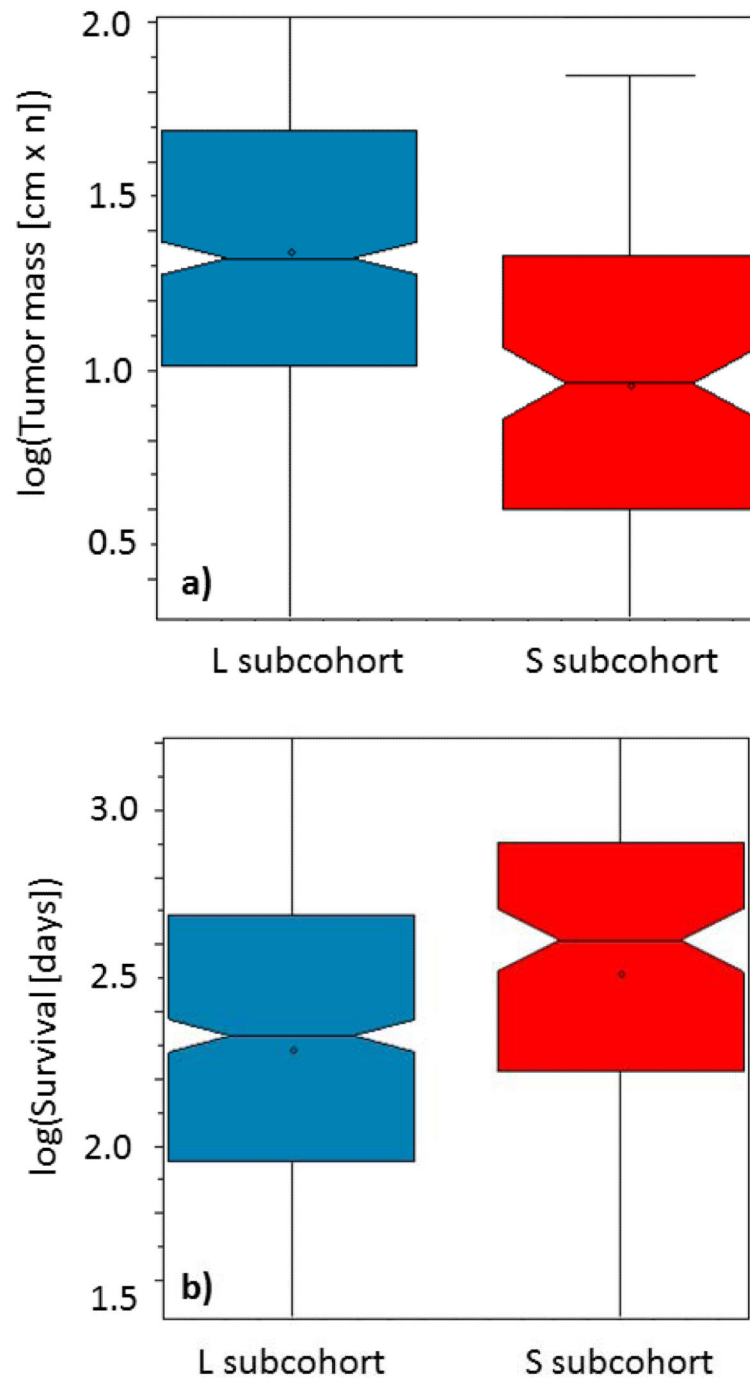 log(Tumor mass [cm x n])
2.0
1.5
1.0
0.5
a)
L subcohort S subcohort
log(Survival [days])
3.0
2.5
2.0
1.5
b)
L subcohort S subcohort